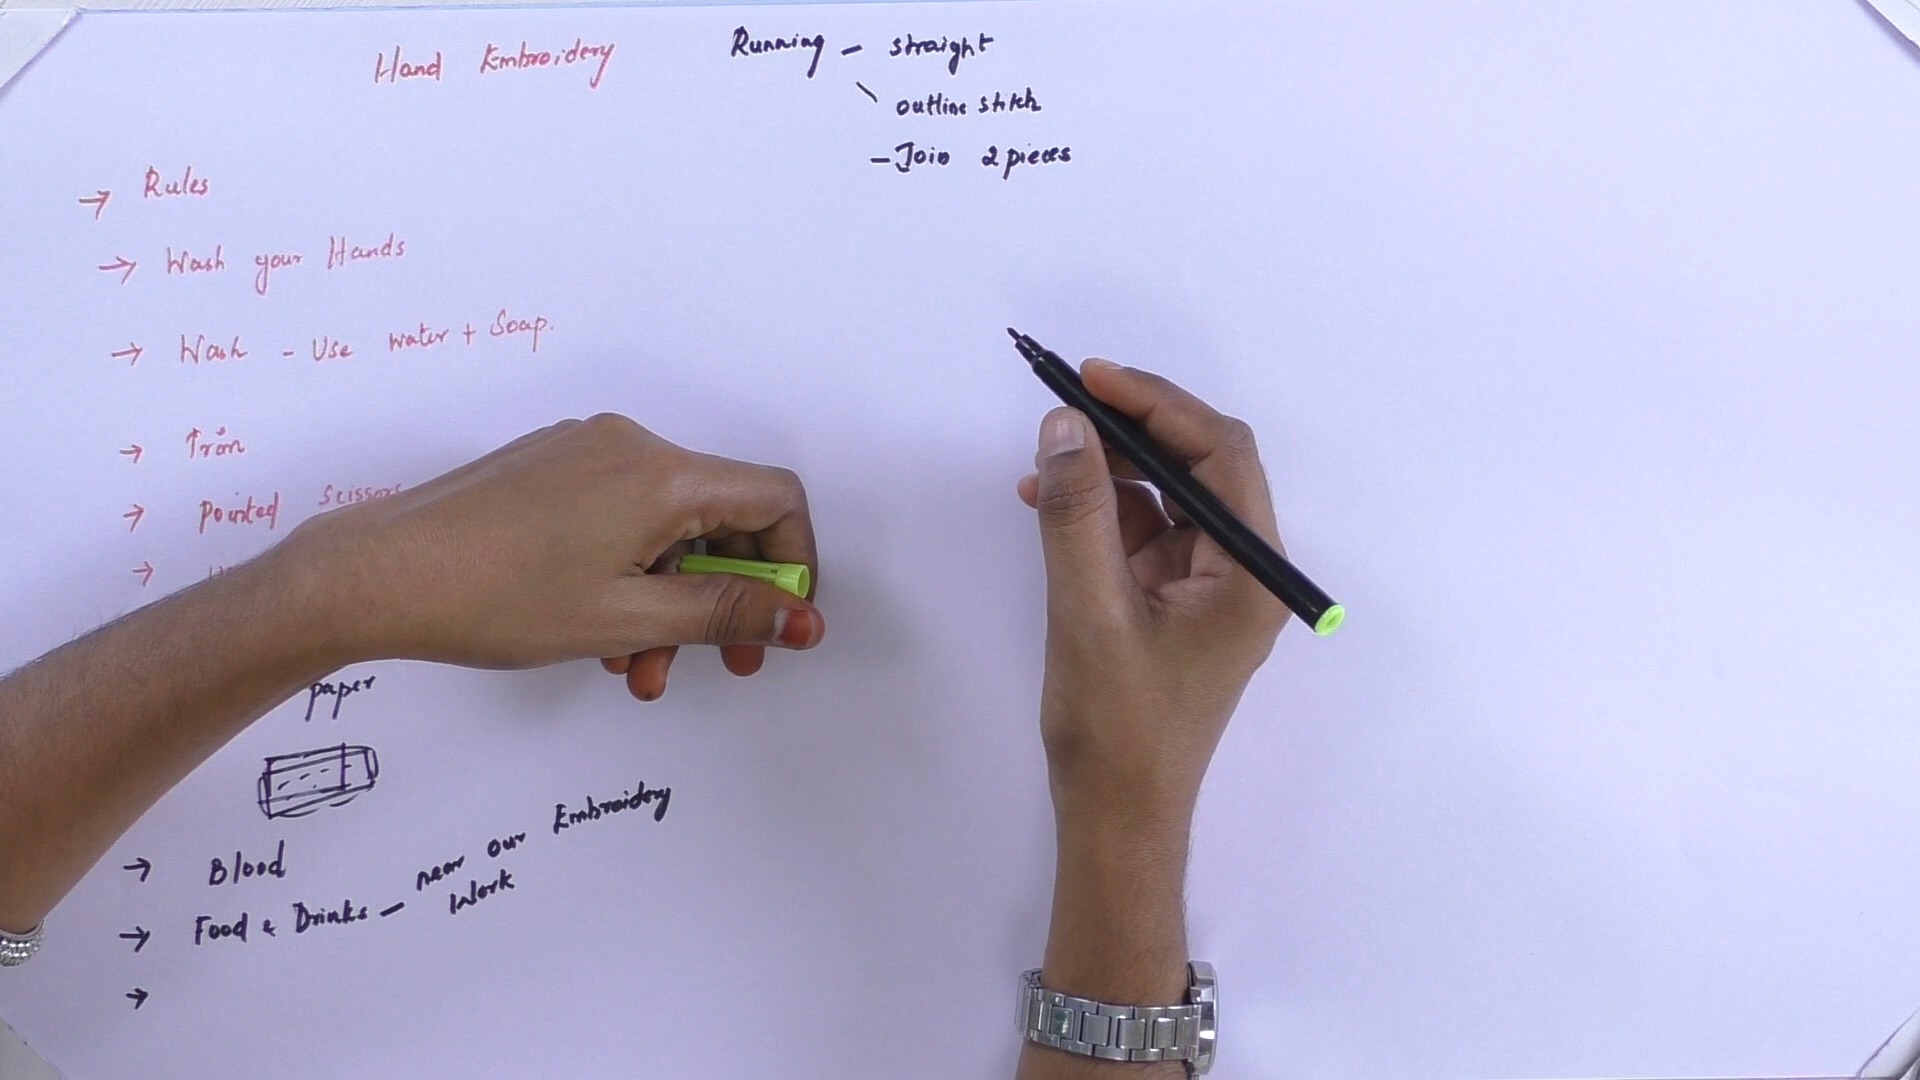 Hand Embroidery
→ Rules
→ Wash your Hands
→ Wash - Use water + Soap.
→ Iron
→ Pointed Scissors
→
paper
→ Blood
→ Food & Drinks - near our Embroidery
Work
→
Running - straight
\ outline stitch
- Join 2 pieces